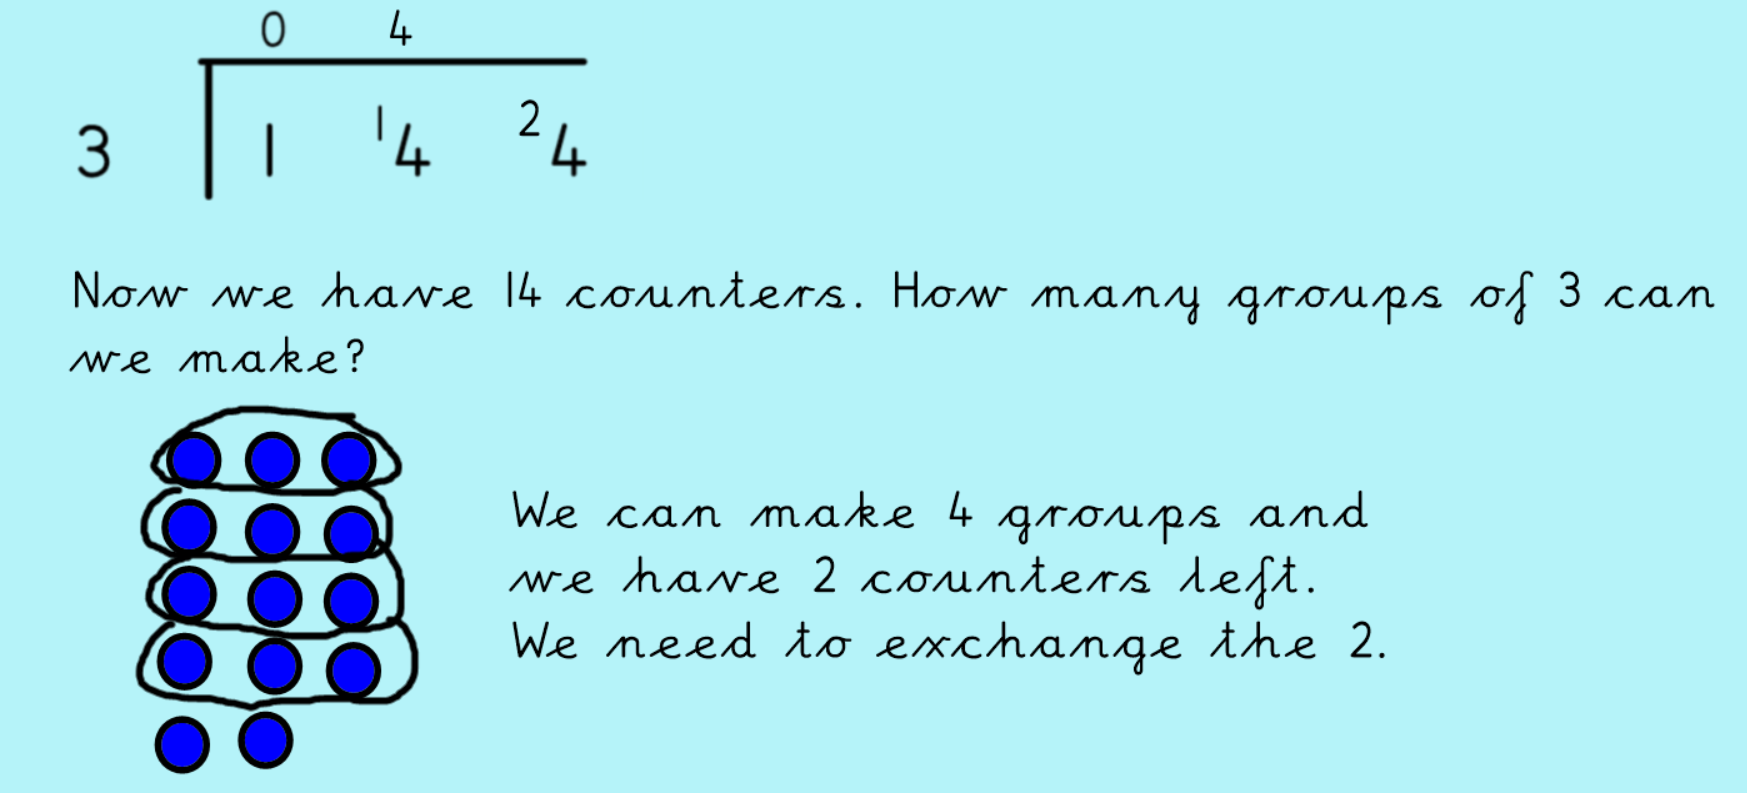 0 4
3 1 ¹4 ²4
Now we have 14 counters. How many groups of 3 can
we make?
We can make 4 groups and
we have 2 counters left.
We need to exchange the 2.